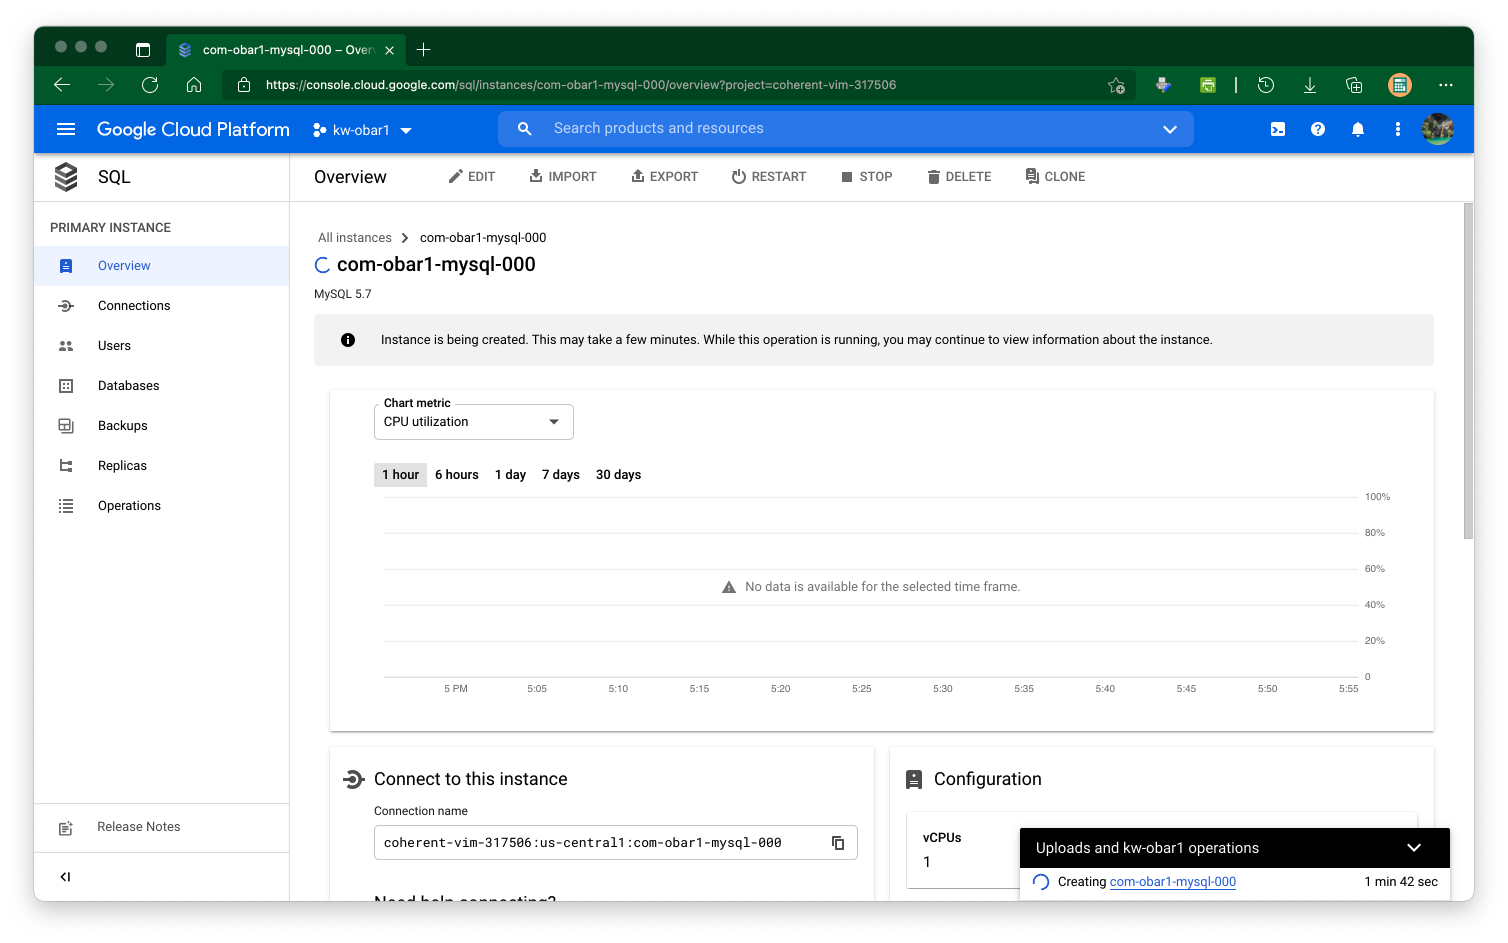 com-obar1-mysql-000 – Over
https://console.cloud.google.com/sql/instances/com-obar1-mysql-000/overview?project=coherent-vim-317506
Google Cloud Platform
kw-obar1
Search products and resources
SQL
Overview
EDIT
IMPORT
EXPORT
RESTART
STOP
DELETE
CLONE
PRIMARY INSTANCE
Overview
Connections
Users
Databases
Backups
Replicas
Operations
Release Notes
All instances
com-obar1-mysql-000
com-obar1-mysql-000
MySQL 5.7
Instance is being created. This may take a few minutes. While this operation is running, you may continue to view information about the instance.
Chart metric
CPU utilization
1 hour
6 hours
1 day
7 days
30 days
100%
80%
60%
No data is available for the selected time frame.
40%
20%
0
5 PM
5:05
5:10
5:15
5:20
5:25
5:30
5:35
5:40
5:45
5:50
5:55
Connect to this instance
Connection name
coherent-vim-317506:us-central1:com-obar1-mysql-000
Need help connecting?
Configuration
vCPUs
1
Uploads and kw-obar1 operations
Creating com-obar1-mysql-000
1 min 42 sec